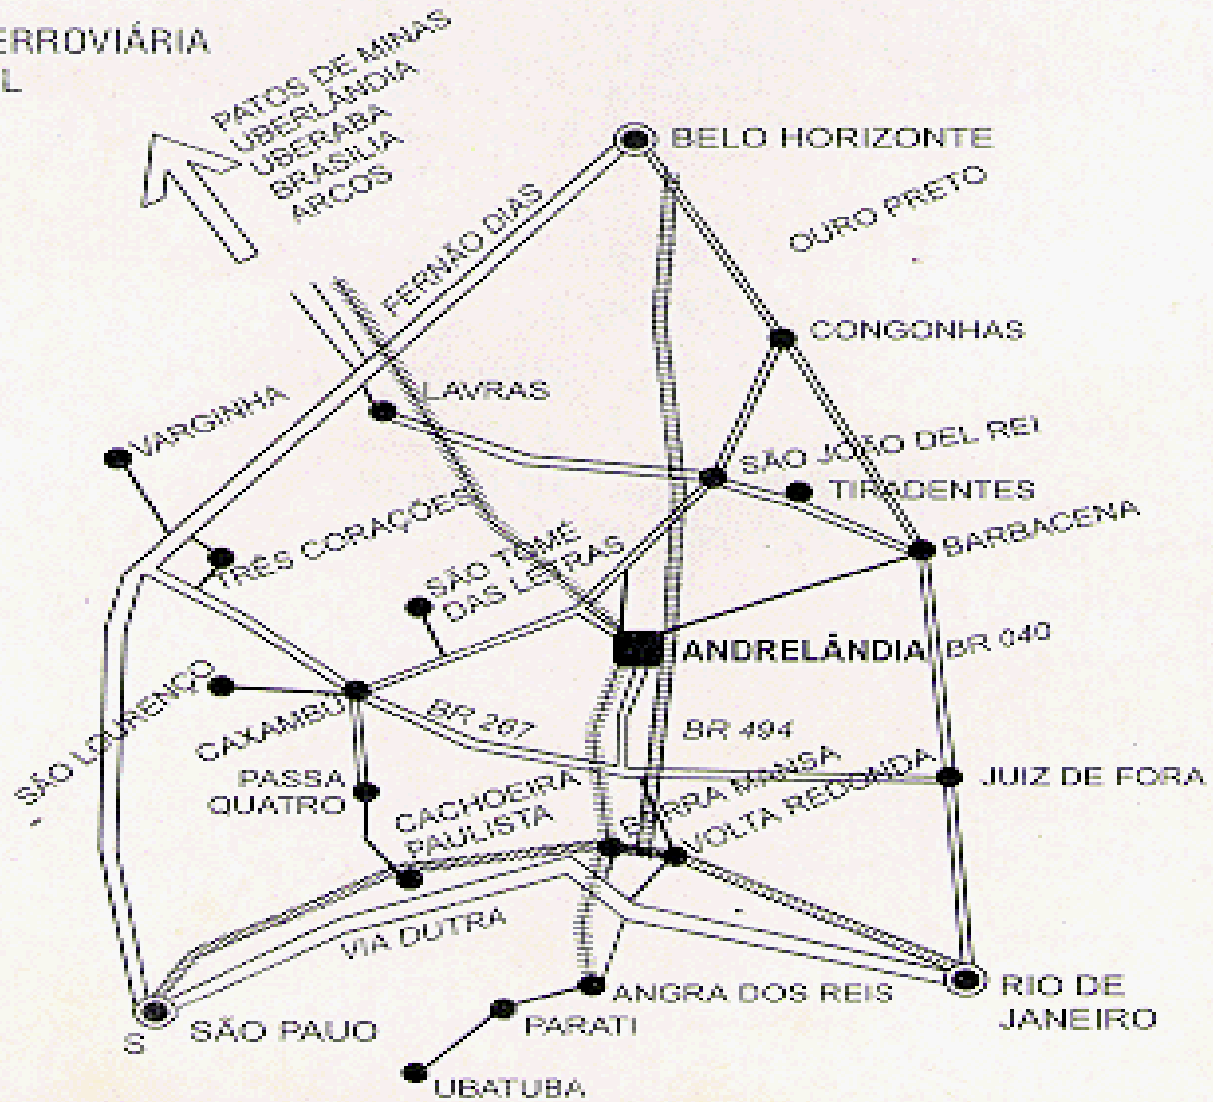 ERROVIÁRIA
L
PATOS DE MINAS
UBERLÂNDIA
UBERABA
BRASILIA
ARCOS
BELO HORIZONTE
OURO PRETO
FERNÃO DIAS
CONGONHAS
LAVRAS
VARGINHA
SÃO JOÃO DEL REI
TIRADENTES
TRÊS CORAÇÕES
SÃO TOMÉ
DAS LETRAS
BARBACENA
ANDRELÂNDIA
BR 040
SÃO LOURENÇO
CAXAMBÚ
BR 267
BR 494
PASSA
QUATRO
CACHOEIRA
PAULISTA
BARRA MANSA
VOLTA REDONDA
JUIZ DE FORA
VIA DUTRA
ANGRA DOS REIS
RIO DE
JANEIRO
PARATI
SÃO PAUO
S
UBATUBA